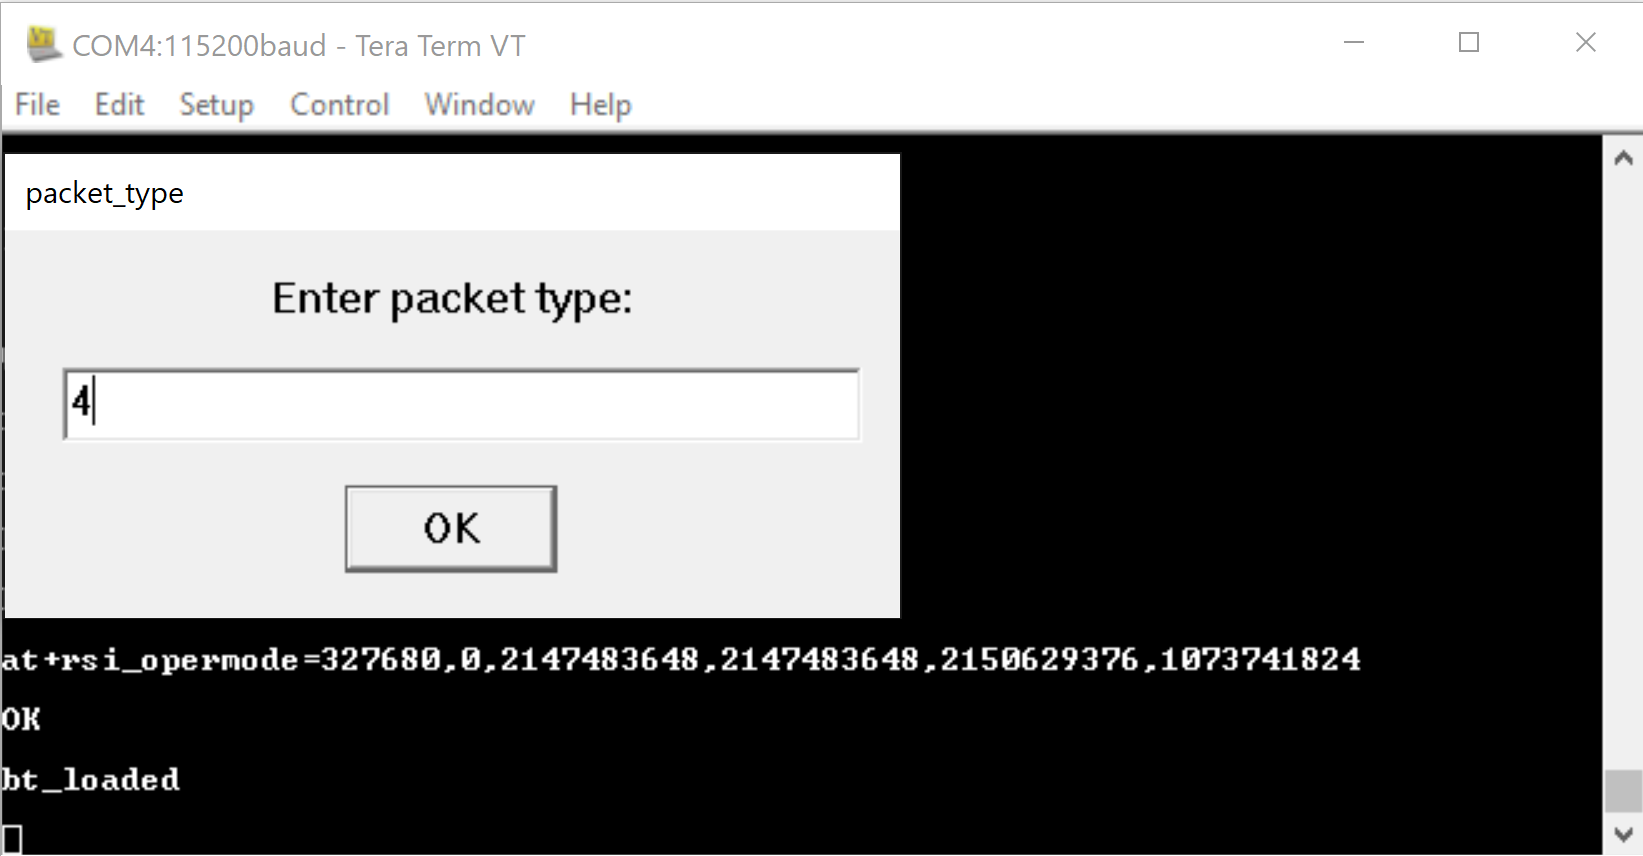 COM4:115200baud - Tera Term VT
File Edit Setup Control Window Help
packet_type
Enter packet type:
4
OK
at+rsi_opermode=327680,0,2147483648,2147483648,2150629376,1073741824
OK
bt_loaded